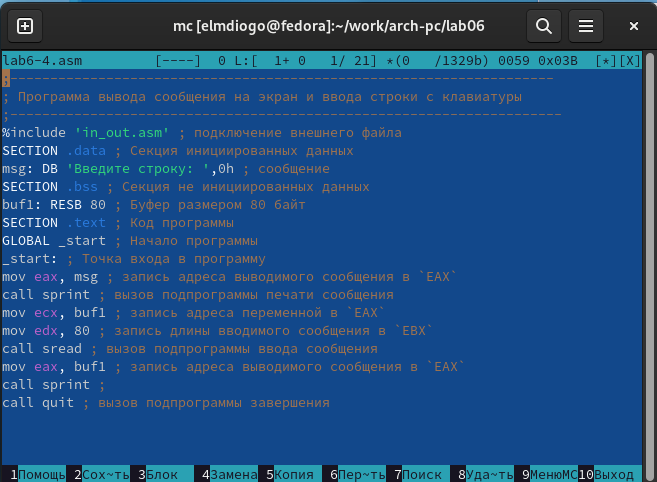 mc [elmdiogo@fedora]:~/work/arch-pc/lab06
lab6-4.asm [----] 0 L:[ 1+ 0 1/ 21] *(0 /1329b) 0059 0x03B [*][X]
;------------------------------------------------------------------
; Программа вывода сообщения на экран и ввода строки с клавиатуры
;-------------------------------------------------------------------
%include 'in_out.asm' ; подключение внешнего файла
SECTION .data ; Секция инициированных данных
msg: DB 'Введите строку: ',0h ; сообщение
SECTION .bss ; Секция не инициированных данных
buf1: RESB 80 ; Буфер размером 80 байт
SECTION .text ; Код программы
GLOBAL _start ; Начало программы
_start: ; Точка входа в программу
mov eax, msg ; запись адреса выводимого сообщения в `EAX`
call sprint ; вызов подпрограммы печати сообщения
mov ecx, buf1 ; запись адреса переменной в `EAX`
mov edx, 80 ; запись длины вводимого сообщения в `EBX`
call sread ; вызов подпрограммы ввода сообщения
mov eax, buf1 ; запись адреса выводимого сообщения в `EAX`
call sprint ;
call quit ; вызов подпрограммы завершения
1Помощь 2Сох~ть 3Блок 4Замена 5Копия 6Пер~ть 7Поиск 8Уда~ть 9МенюMC 10Выход